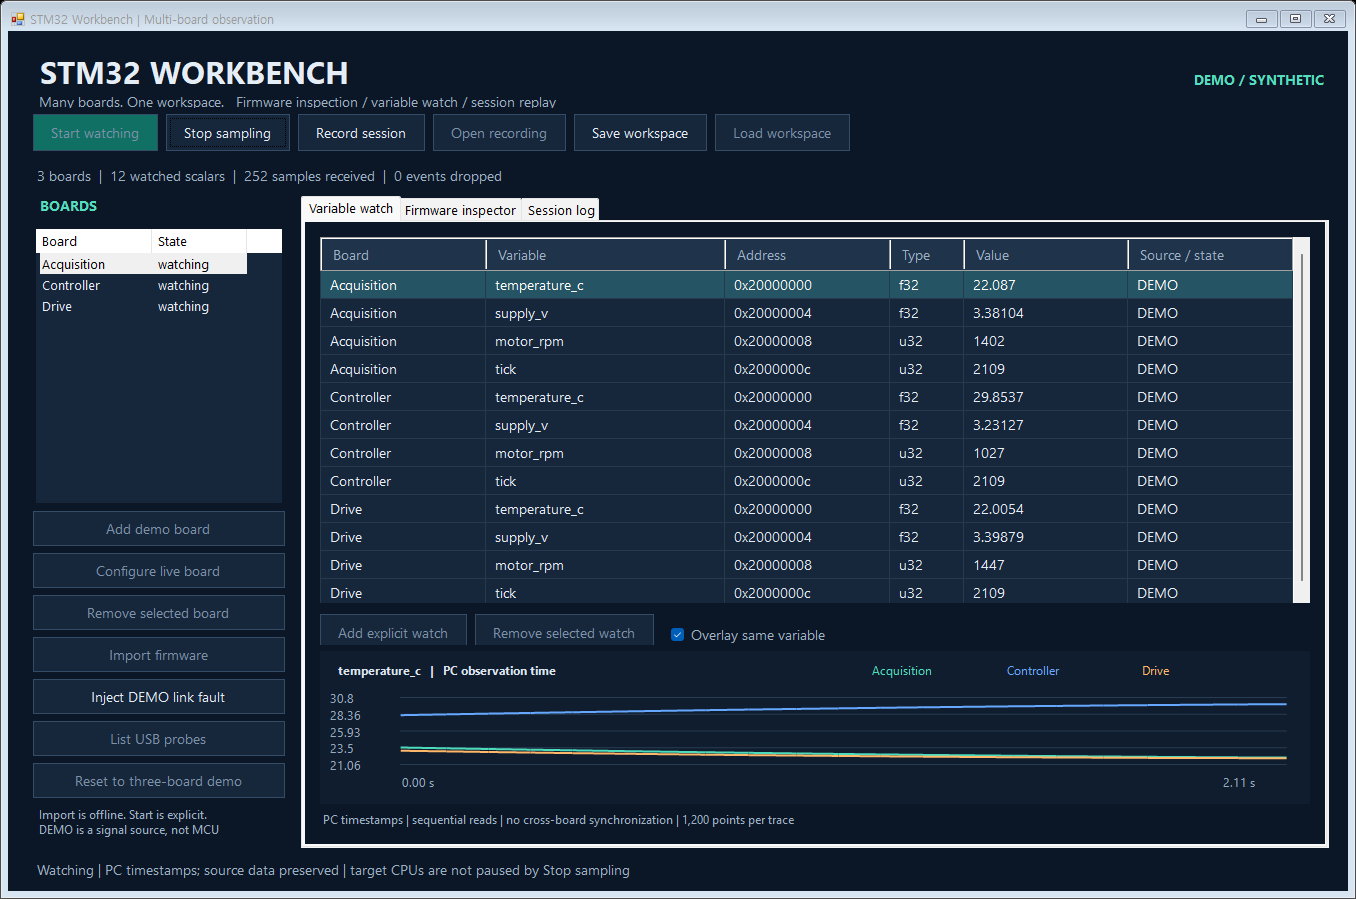 STM32 Workbench | Multi-board observation
STM32 WORKBENCH
DEMO / SYNTHETIC
Many boards. One workspace. Firmware inspection / variable watch / session replay
Start watching Stop sampling Record session Open recording Save workspace Load workspace
3 boards | 12 watched scalars | 252 samples received | 0 events dropped
BOARDS
Board State
Acquisition watching
Controller watching
Drive watching
Add demo board
Configure live board
Remove selected board
Import firmware
Inject DEMO link fault
List USB probes
Reset to three-board demo
Import is offline. Start is explicit.
DEMO is a signal source, not MCU
Variable watch Firmware inspector Session log
Board Variable Address Type Value Source / state
Acquisition temperature_c 0x20000000 f32 22.087 DEMO
Acquisition supply_v 0x20000004 f32 3.38104 DEMO
Acquisition motor_rpm 0x20000008 u32 1402 DEMO
Acquisition tick 0x2000000c u32 2109 DEMO
Controller temperature_c 0x20000000 f32 29.8537 DEMO
Controller supply_v 0x20000004 f32 3.23127 DEMO
Controller motor_rpm 0x20000008 u32 1027 DEMO
Controller tick 0x2000000c u32 2109 DEMO
Drive temperature_c 0x20000000 f32 22.0054 DEMO
Drive supply_v 0x20000004 f32 3.39879 DEMO
Drive motor_rpm 0x20000008 u32 1447 DEMO
Drive tick 0x2000000c u32 2109 DEMO
Add explicit watch Remove selected watch Overlay same variable
temperature_c | PC observation time Acquisition Controller Drive
30.8
28.36
25.93
23.5
21.06
0.00 s 2.11 s
PC timestamps | sequential reads | no cross-board synchronization | 1,200 points per trace
Watching | PC timestamps; source data preserved | target CPUs are not paused by Stop sampling